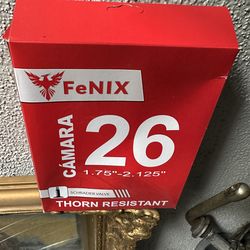 FeNIX
CÁMARA
26
1.75"-2.125"
SCHRADER VALVE
THORN RESISTANT